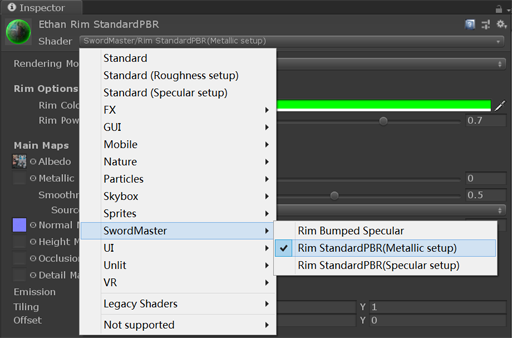 Inspector
Ethan Rim StandardPBR
Shader SwordMaster/Rim StandardPBR(Metallic setup)
Rendering Mo
Rim Options
Rim Colo
Rim Pow 0.7
Main Maps
Albedo
Metallic 0
Smoothn 0.5
Source
Normal M
Height M
Occlusion
Detail Ma
Emission
Tiling Y 1
Offset Y 0
Standard
Standard (Roughness setup)
Standard (Specular setup)
FX
GUI
Mobile
Nature
Particles
Skybox
Sprites
SwordMaster
UI
Unlit
VR
Legacy Shaders
Not supported
Rim Bumped Specular
Rim StandardPBR(Metallic setup)
Rim StandardPBR(Specular setup)